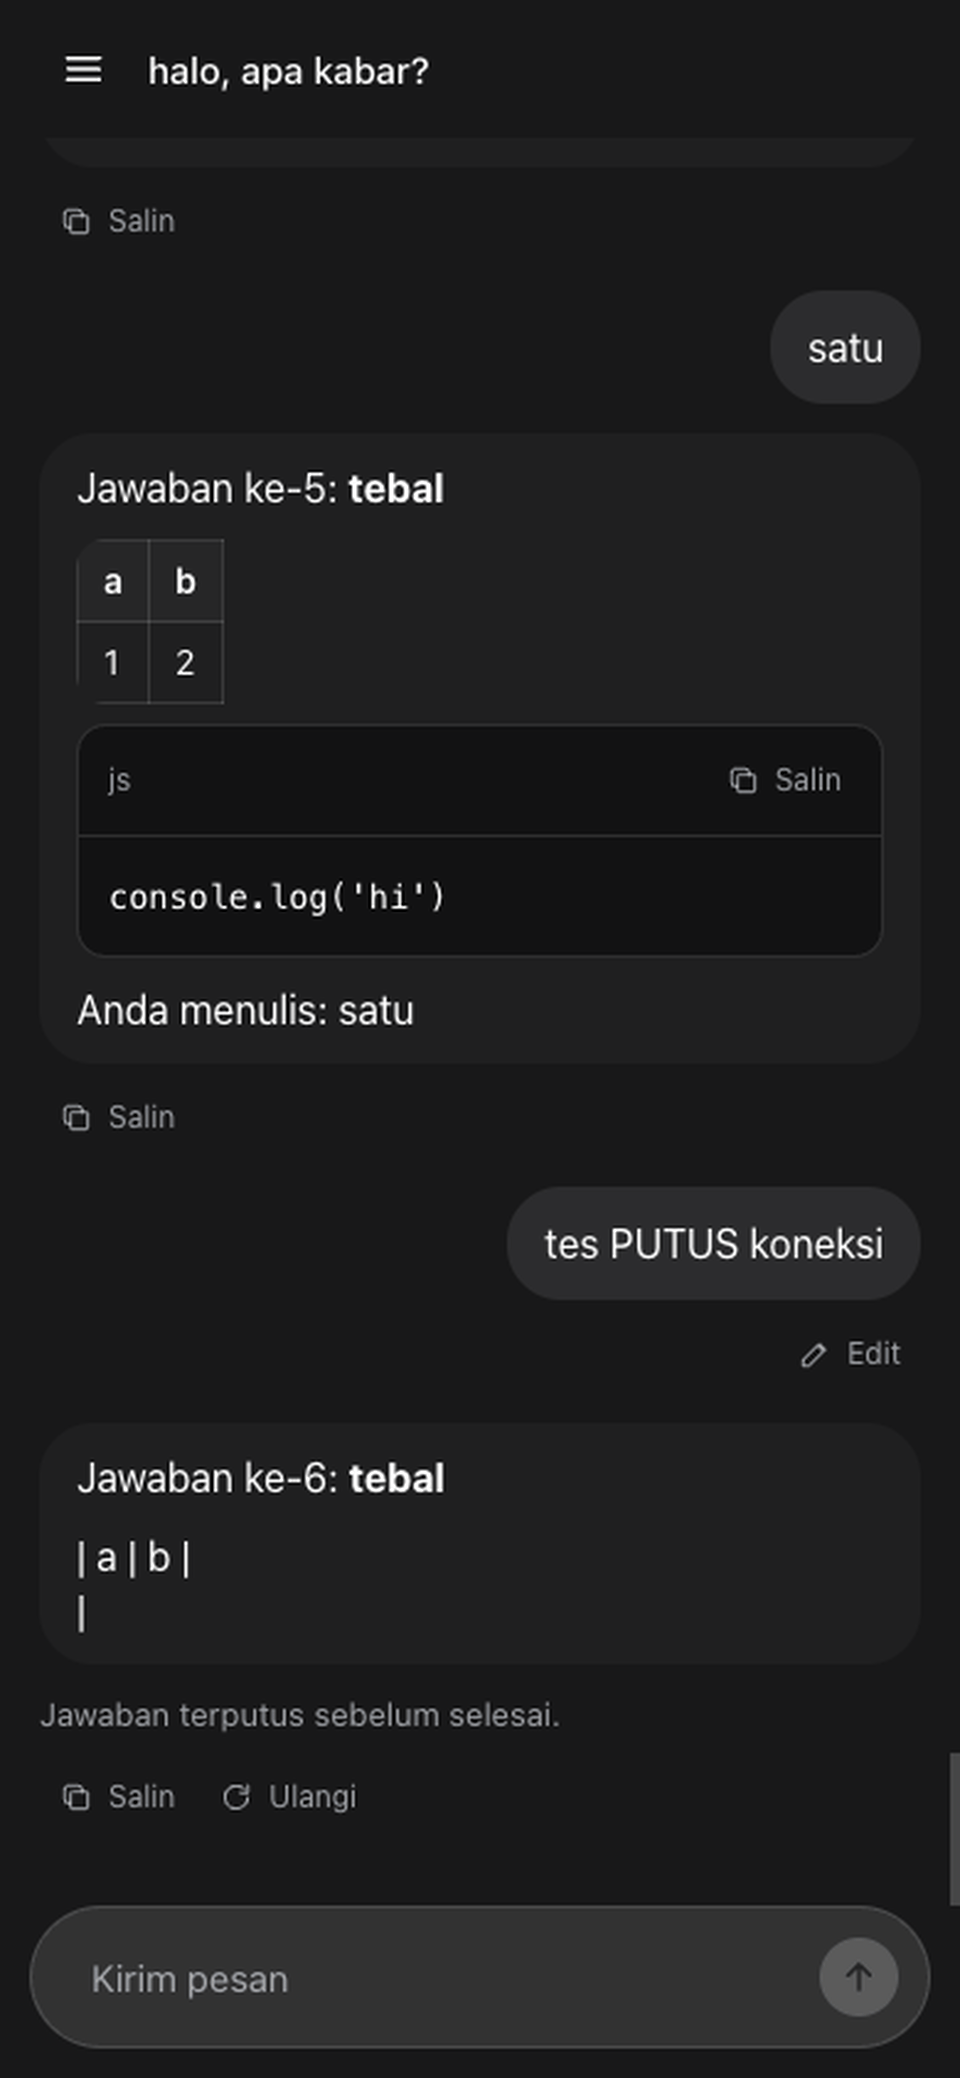 halo, apa kabar?
Salin
satu
Jawaban ke-5: tebal
a b
1 2
js Salin
console.log('hi')
Anda menulis: satu
Salin
tes PUTUS koneksi
Edit
Jawaban ke-6: tebal
| a | b |
|
Jawaban terputus sebelum selesai.
Salin Ulangi
Kirim pesan